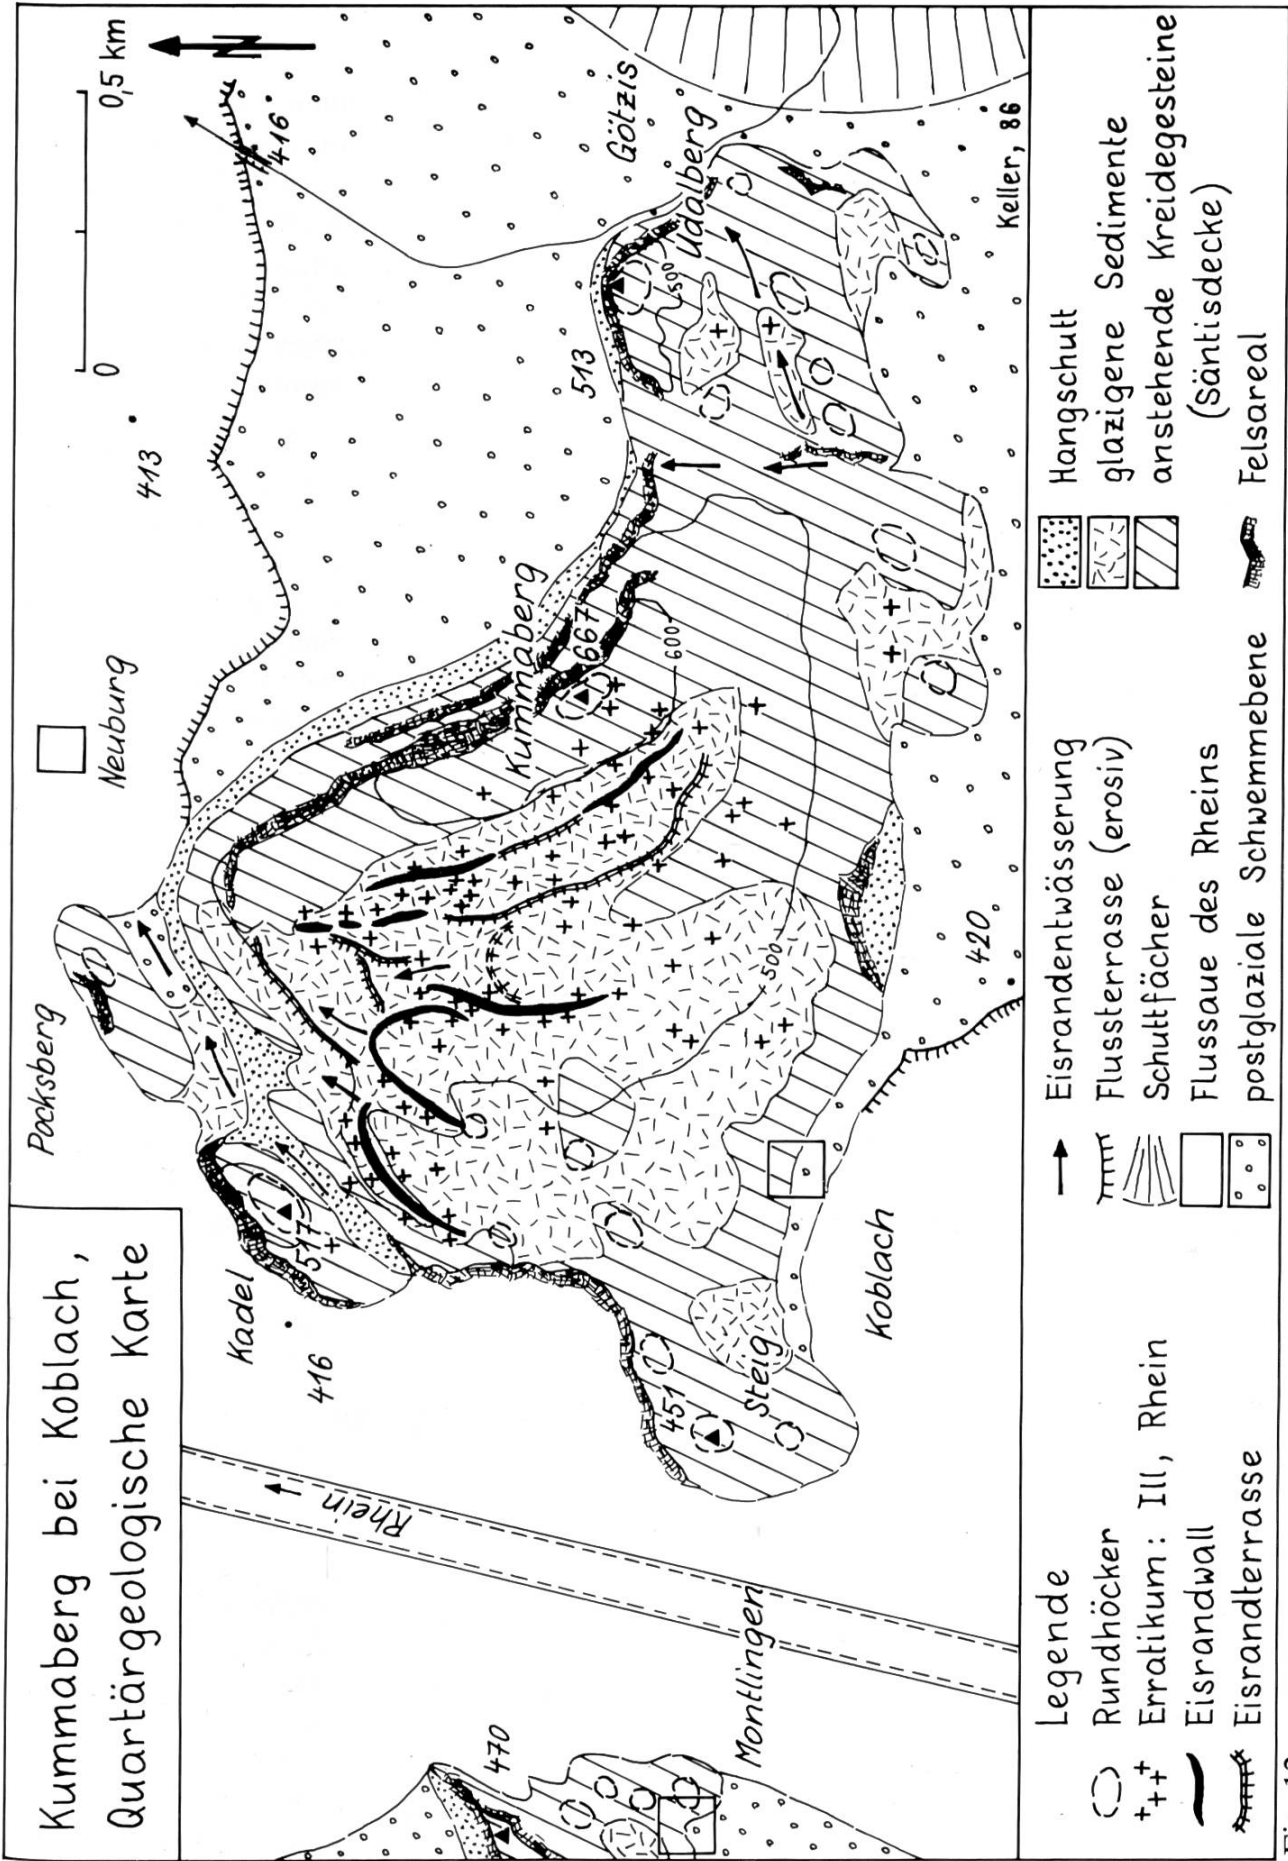 Kummaberg bei Koblach,
Quartärgeologische Karte
0
0,5 km
N
Pocksberg
Neuburg
413
416
Kadel
517
416
Rhein
Kummaberg
667
600
513
500
Udalberg
Götzis
470
451
Steig
500
Montlingen
Koblach
420
Keller, 86
Legende
Rundhöcker
Erratikum: Ill, Rhein
Eisrandwall
Eisrandterrasse
Eisrandentwässerung
Flussterrasse (erosiv)
Schuttfächer
Flussaue des Rheins
postglaziale Schwemmebene
Hangschutt
glazigene Sedimente
anstehende Kreidegesteine
(Säntisdecke)
Felsareal